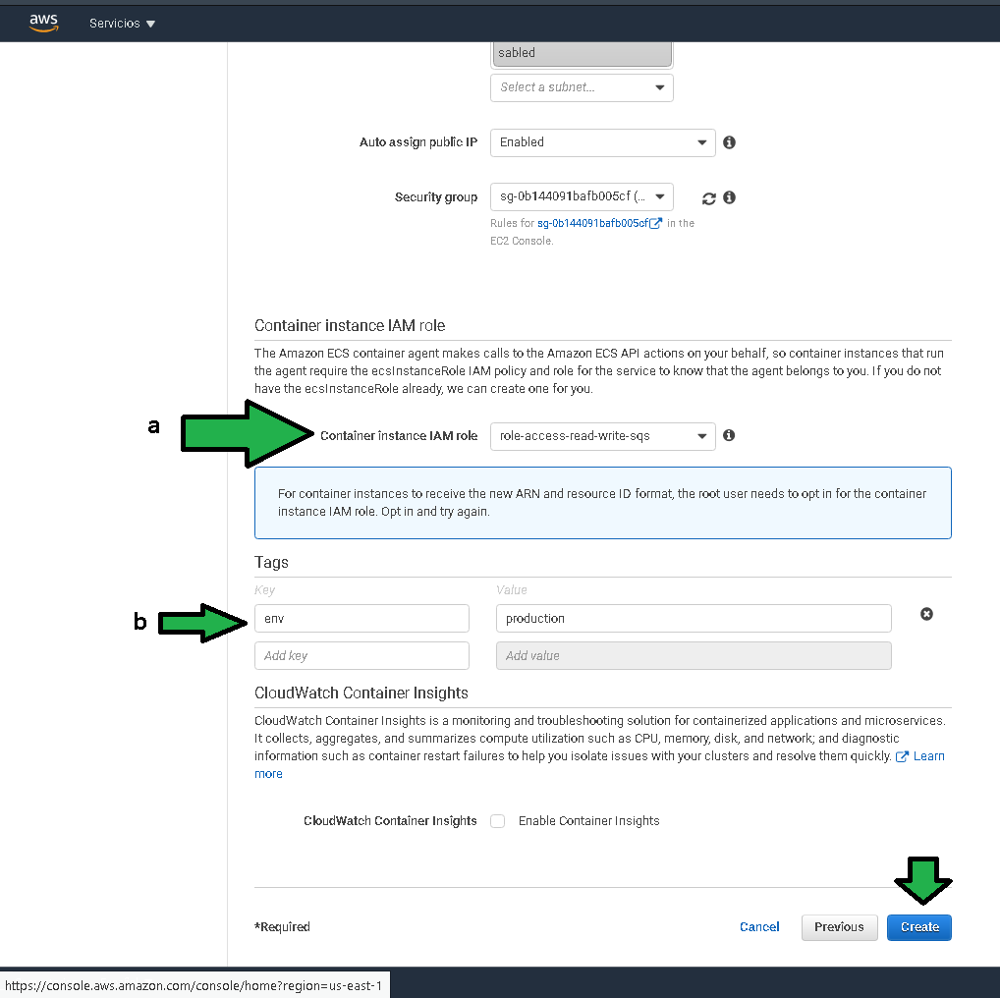 aws
Servicios
sabled
Select a subnet...
Auto assign public IP
Enabled
Security group
sg-0b144091bafb005cf (...
Rules for sg-0b144091bafb005cf in the
EC2 Console.
Container instance IAM role
The Amazon ECS container agent makes calls to the Amazon ECS API actions on your behalf, so container instances that run
the agent require the ecsInstanceRole IAM policy and role for the service to know that the agent belongs to you. If you do not
have the ecsInstanceRole already, we can create one for you.
a
Container instance IAM role
role-access-read-write-sqs
For container instances to receive the new ARN and resource ID format, the root user needs to opt in for the container
instance IAM role. Opt in and try again.
Tags
Key
Value
b
env
production
Add key
Add value
CloudWatch Container Insights
CloudWatch Container Insights is a monitoring and troubleshooting solution for containerized applications and microservices.
It collects, aggregates, and summarizes compute utilization such as CPU, memory, disk, and network; and diagnostic
information such as container restart failures to help you isolate issues with your clusters and resolve them quickly. Learn
more
CloudWatch Container Insights
Enable Container Insights
*Required
Cancel
Previous
Create
https://console.aws.amazon.com/console/home?region=us-east-1